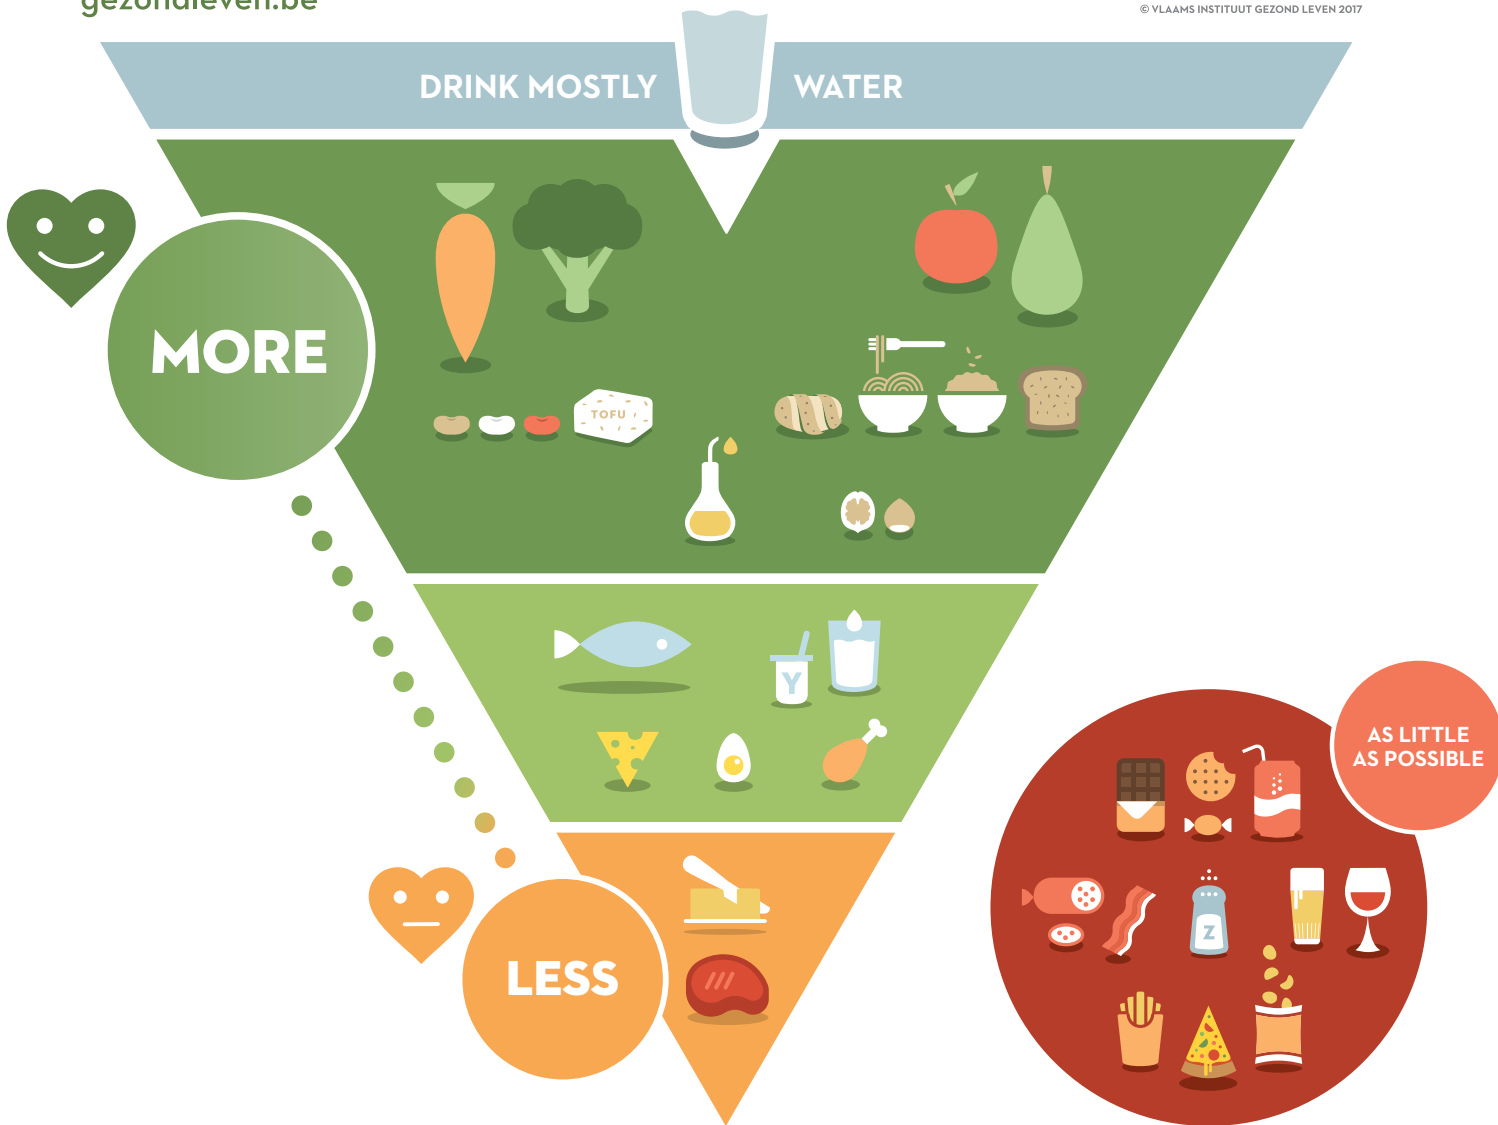 gezondleven.be
© VLAAMS INSTITUUT GEZOND LEVEN 2017
DRINK MOSTLY WATER
MORE
TOFU
Y
AS LITTLE
AS POSSIBLE
Z
LESS